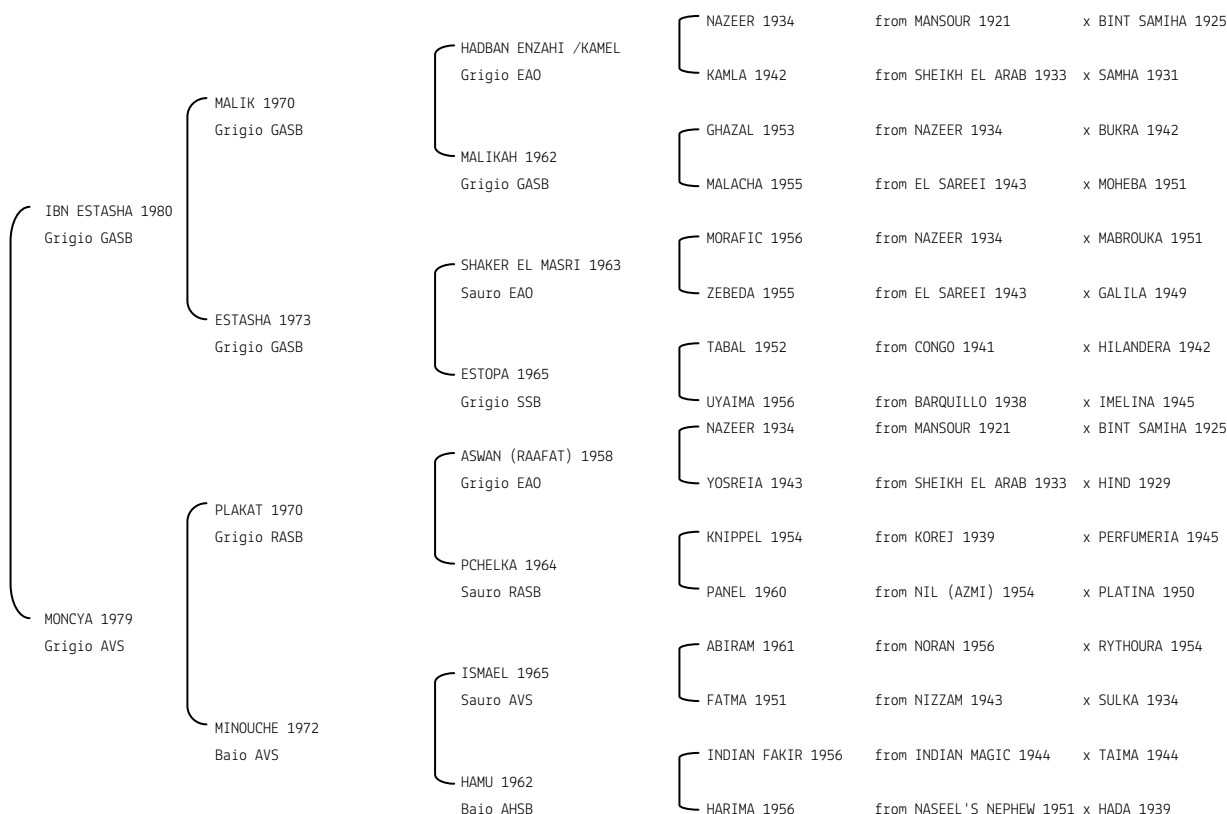 NAZEER 1934 from MANSOUR 1921 x BINT SAMIHA 1925
HADBAN ENZAHI /KAMEL
Grigio EAO
KAMLA 1942 from SHEIKH EL ARAB 1933 x SAMHA 1931
MALIK 1970
Grigio GASB
GHAZAL 1953 from NAZEER 1934 x BUKRA 1942
MALIKAH 1962
Grigio GASB
MALACHA 1955 from EL SAREEI 1943 x MOHEBA 1951
IBN ESTASHA 1980
Grigio GASB
MORAFIC 1956 from NAZEER 1934 x MABROUKA 1951
SHAKER EL MASRI 1963
Sauro EAO
ZEBEDA 1955 from EL SAREEI 1943 x GALILA 1949
ESTASHA 1973
Grigio GASB
TABAL 1952 from CONGO 1941 x HILANDERA 1942
ESTOPA 1965
Grigio SSB
UYAIMA 1956 from BARQUILLO 1938 x IMELINA 1945
NAZEER 1934 from MANSOUR 1921 x BINT SAMIHA 1925
ASWAN (RAAFAT) 1958
Grigio EAO
YOSREIA 1943 from SHEIKH EL ARAB 1933 x HIND 1929
PLAKAT 1970
Grigio RASB
KNIPPEL 1954 from KOREJ 1939 x PERFUMERIA 1945
PCHELKA 1964
Sauro RASB
PANEL 1960 from NIL (AZMI) 1954 x PLATINA 1950
MONCYA 1979
Grigio AVS
ABIRAM 1961 from NORAN 1956 x RYTHOURA 1954
ISMAEL 1965
Sauro AVS
FATMA 1951 from NIZZAM 1943 x SULKA 1934
MINOUCHE 1972
Baio AVS
INDIAN FAKIR 1956 from INDIAN MAGIC 1944 x TAIMA 1944
HAMU 1962
Baio AHSB
HARIMA 1956 from NASEEL'S NEPHEW 1951 x HADA 1939